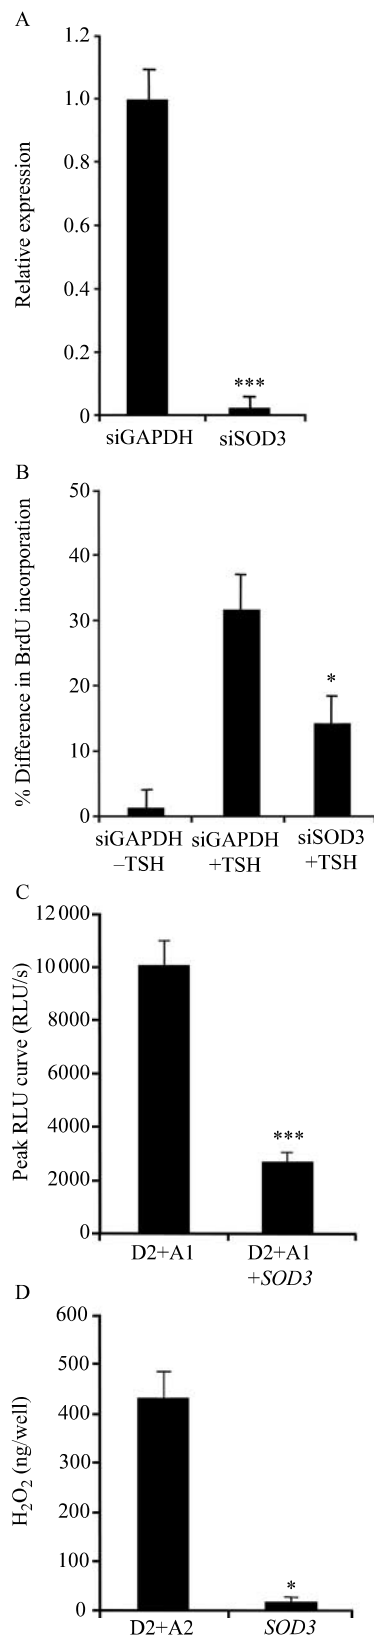 A
Relative expression
1.2
1.0
0.8
0.6
0.4
0.2
0
***
siGAPDH siSOD3
B
% Difference in BrdU incorporation
50
40
30
20
10
0
*
siGAPDH siGAPDH siSOD3
–TSH +TSH +TSH
C
Peak RLU curve (RLU/s)
12 000
10 000
8000
6000
4000
2000
0
***
D2+A1 D2+A1
+SOD3
D
H₂O₂ (ng/well)
600
500
400
300
200
100
0
*
D2+A2 SOD3